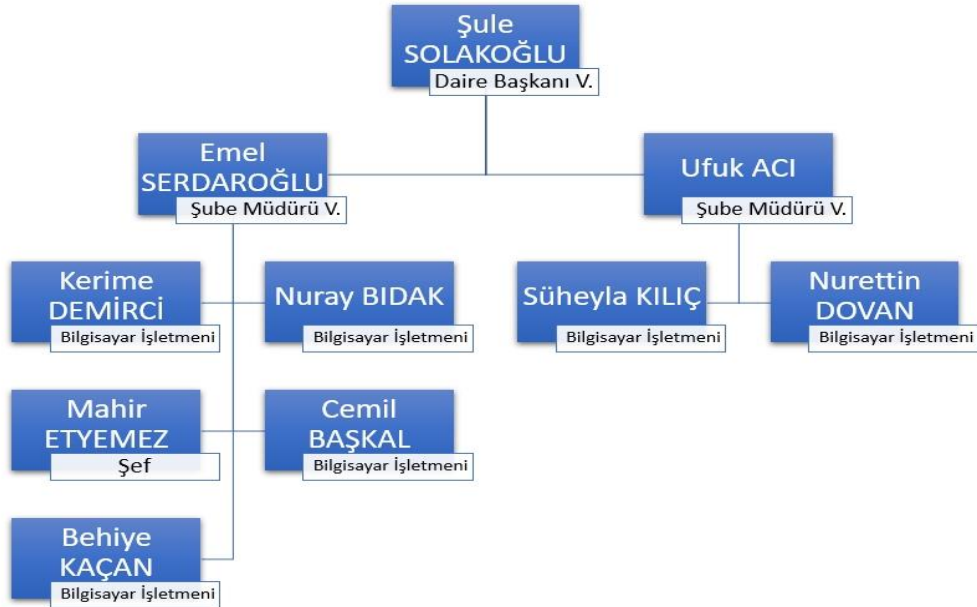 Şule
SOLAKOĞLU
Daire Başkanı V.
Emel
SERDAROĞLU
Şube Müdürü V.
Ufuk ACI
Şube Müdürü V.
Kerime
DEMİRCİ
Bilgisayar İşletmeni
Nuray BIDAK
Bilgisayar İşletmeni
Süheyla KILIÇ
Bilgisayar İşletmeni
Nurettin
DOVAN
Bilgisayar İşletmeni
Mahir
ETYEMEZ
Şef
Cemil
BAŞKAL
Bilgisayar İşletmeni
Behiye
KAÇAN
Bilgisayar İşletmeni